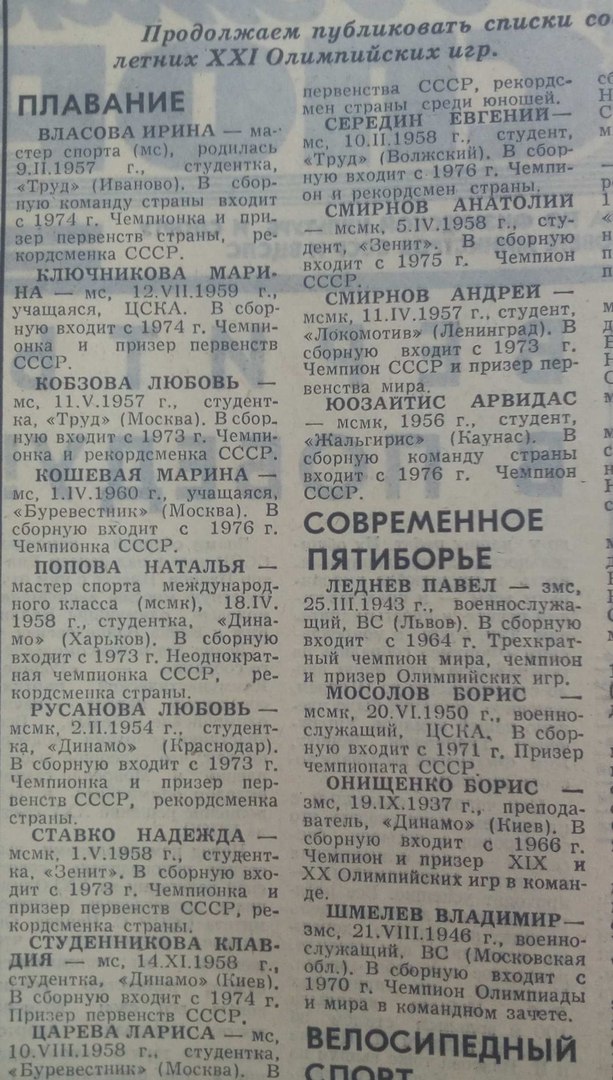 Продолжаем публиковать списки со
летних XXI Олимпийских игр.
ПЛАВАНИЕ
ВЛАСОВА ИРИНА — ма-
стер спорта (мс), родилась
9.II.1957 г., студентка,
«Труд» (Иваново). В сбор-
ную команду страны входит
с 1974 г. Чемпионка и при-
зер первенств страны, ре-
кордсменка СССР.
КЛЮЧНИКОВА МАРИ-
НА — мс, 12.VII.1959 г.,
учащаяся, ЦСКА. В сбор-
ную входит с 1974 г. Чемпи-
онка и призер первенств
СССР.
КОБЗОВА ЛЮБОВЬ —
мс, 11.V.1957 г., студент-
ка, «Труд» (Москва). В сбор-
ную входит с 1973 г. Чемпи-
онка и рекордсменка СССР.
КОШЕВАЯ МАРИНА —
мс, 1.IV.1960 г., учащаяся,
«Буревестник» (Москва). В
сборную входит с 1976 г.
Чемпионка СССР.
ПОПОВА НАТАЛЬЯ —
мастер спорта международ-
ного класса (мсмк), 18.IV.
1958 г., студентка, «Дина-
мо» (Харьков). В сборную
входит с 1973 г. Неоднократ-
ная чемпионка СССР, ре-
кордсменка страны.
РУСАНОВА ЛЮБОВЬ —
мсмк, 2.II.1954 г., студент-
ка, «Динамо» (Краснодар).
В сборную входит с 1973 г.
Чемпионка и призер пер-
венств СССР, рекордсменка
страны.
СТАВКО НАДЕЖДА —
мсмк, 1.V.1958 г., студент-
ка, «Зенит». В сборную вхо-
дит с 1973 г. Чемпионка и
призер первенств СССР, ре-
кордсменка страны.
СТУДЕННИКОВА КЛАВ-
ДИЯ — мс, 14.XI.1958 г.,
студентка, «Динамо» (Киев).
В сборную входит с 1974 г.
Призер первенств СССР.
ЦАРЕВА ЛАРИСА — мс,
10.VIII.1958 г., студентка,
«Буревестник» (Москва). В
первенства СССР, рекордс-
мен страны среди юношей.
СЕРЕДИН ЕВГЕНИЙ —
мс, 10.II.1958 г., студент,
«Труд» (Волжский). В сбор-
ную входит с 1976 г. Чемпи-
он и рекордсмен страны.
СМИРНОВ АНАТОЛИЙ
— мсмк, 5.IV.1958 г., сту-
дент, «Зенит». В сборную
входит с 1975 г. Чемпион
СССР.
СМИРНОВ АНДРЕЙ —
мсмк, 11.IV.1957 г., студент,
«Локомотив» (Ленинград). В
сборную входит с 1973 г.
Чемпион СССР и призер пер-
венства мира.
ЮОЗАЙТИС АРВИДАС
— мсмк, 1956 г., студент,
«Жальгирис» (Каунас). В
сборную команду страны
входит с 1976 г. Чемпион
СССР.
СОВРЕМЕННОЕ
ПЯТИБОРЬЕ
ЛЕДНЕВ ПАВЕЛ — змс,
25.III.1943 г., военнослужа-
щий, ВС (Львов). В сборную
входит с 1964 г. Трехкрат-
ный чемпион мира, чемпион
и призер Олимпийских игр.
МОСОЛОВ БОРИС —
мсмк, 20.VI.1950 г., военно-
служащий, ЦСКА. В сбор-
ную входит с 1971 г. Призер
чемпионата СССР.
ОНИЩЕНКО БОРИС —
змс, 19.IX.1937 г., препода-
ватель, «Динамо» (Киев). В
сборную входит с 1966 г.
Чемпион и призер XIX и
XX Олимпийских игр в коман-
де.
ШМЕЛЕВ ВЛАДИМИР —
змс, 21.VIII.1946 г., военно-
служащий, ВС (Московская
обл.). В сборную входит с
1970 г. Чемпион Олимпиады
и мира в командном зачете.
ВЕЛОСИПЕДНЫЙ
СПОРТ